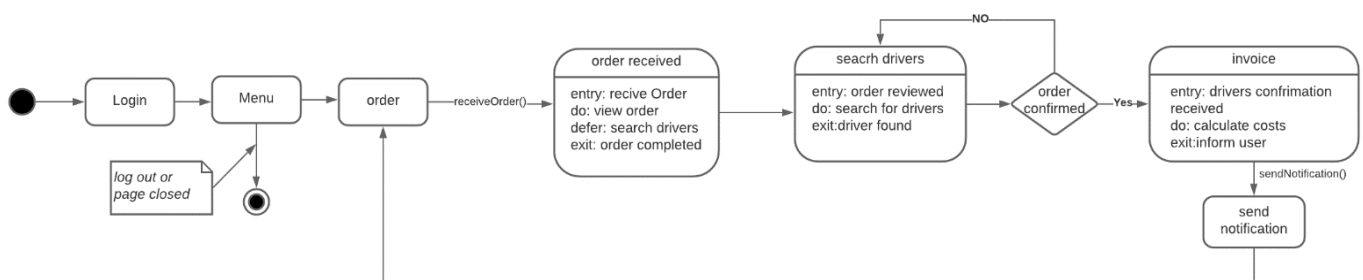 Login
Menu
log out or
page closed
order
receiveOrder()
order received
entry: recive Order
do: view order
defer: search drivers
exit: order completed
seacrh drivers
entry: order reviewed
do: search for drivers
exit:driver found
NO
order
confirmed
Yes
invoice
entry: drivers confrimation
received
do: calculate costs
exit:inform user
sendNotification()
send
notification